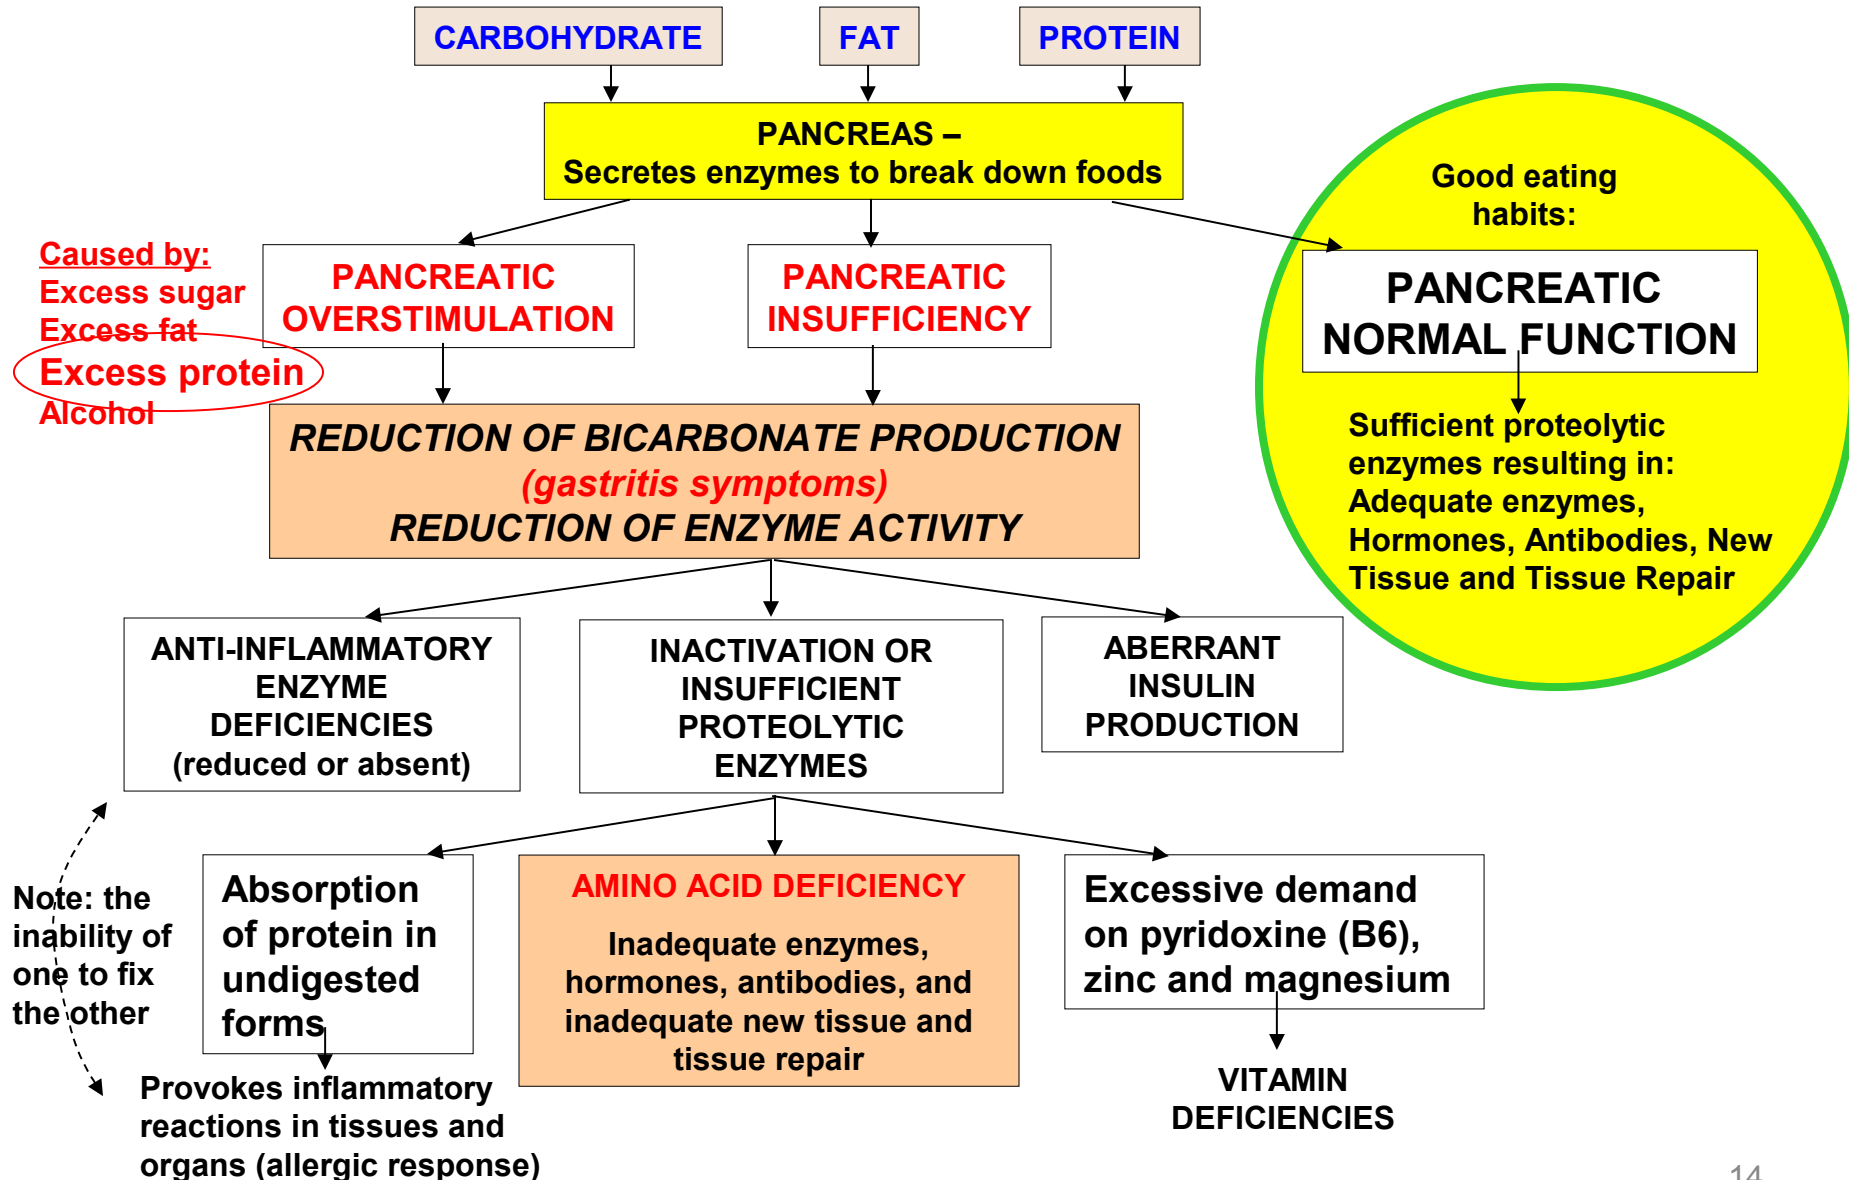 CARBOHYDRATE
FAT
PROTEIN
PANCREAS –
Secretes enzymes to break down foods
Good eating
habits:
Caused by:
Excess sugar
Excess fat
Excess protein
Alcohol
PANCREATIC
OVERSTIMULATION
PANCREATIC
INSUFFICIENCY
PANCREATIC
NORMAL FUNCTION
REDUCTION OF BICARBONATE PRODUCTION
(gastritis symptoms)
REDUCTION OF ENZYME ACTIVITY
Sufficient proteolytic
enzymes resulting in:
Adequate enzymes,
Hormones, Antibodies, New
Tissue and Tissue Repair
ANTI-INFLAMMATORY
ENZYME
DEFICIENCIES
(reduced or absent)
INACTIVATION OR
INSUFFICIENT
PROTEOLYTIC
ENZYMES
ABERRANT
INSULIN
PRODUCTION
Note: the
inability of
one to fix
the other
Absorption
of protein in
undigested
forms
AMINO ACID DEFICIENCY
Inadequate enzymes,
hormones, antibodies, and
inadequate new tissue and
tissue repair
Excessive demand
on pyridoxine (B6),
zinc and magnesium
Provokes inflammatory
reactions in tissues and
organs (allergic response)
VITAMIN
DEFICIENCIES
14